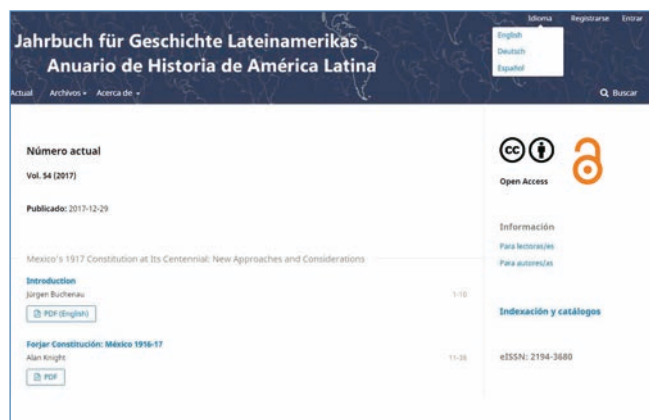 Idioma Registrarse Entrar
English
Deutsch
Español
Jahrbuch für Geschichte Lateinamerikas
Anuario de Historia de América Latina
Actual Archivos Acerca de
Buscar
Número actual
Vol. 54 (2017)
Publicado: 2017-12-29
Mexico's 1917 Constitution at Its Centennial: New Approaches and Considerations
Introduction
Jürgen Buchenau
1-10
PDF (English)
Forjar Constitución: México 1916-17
Alan Knight
11-38
PDF
cc
Open Access
Información
Para lectoras/es
Para autores/as
Indexación y catálogos
eISSN: 2194-3680